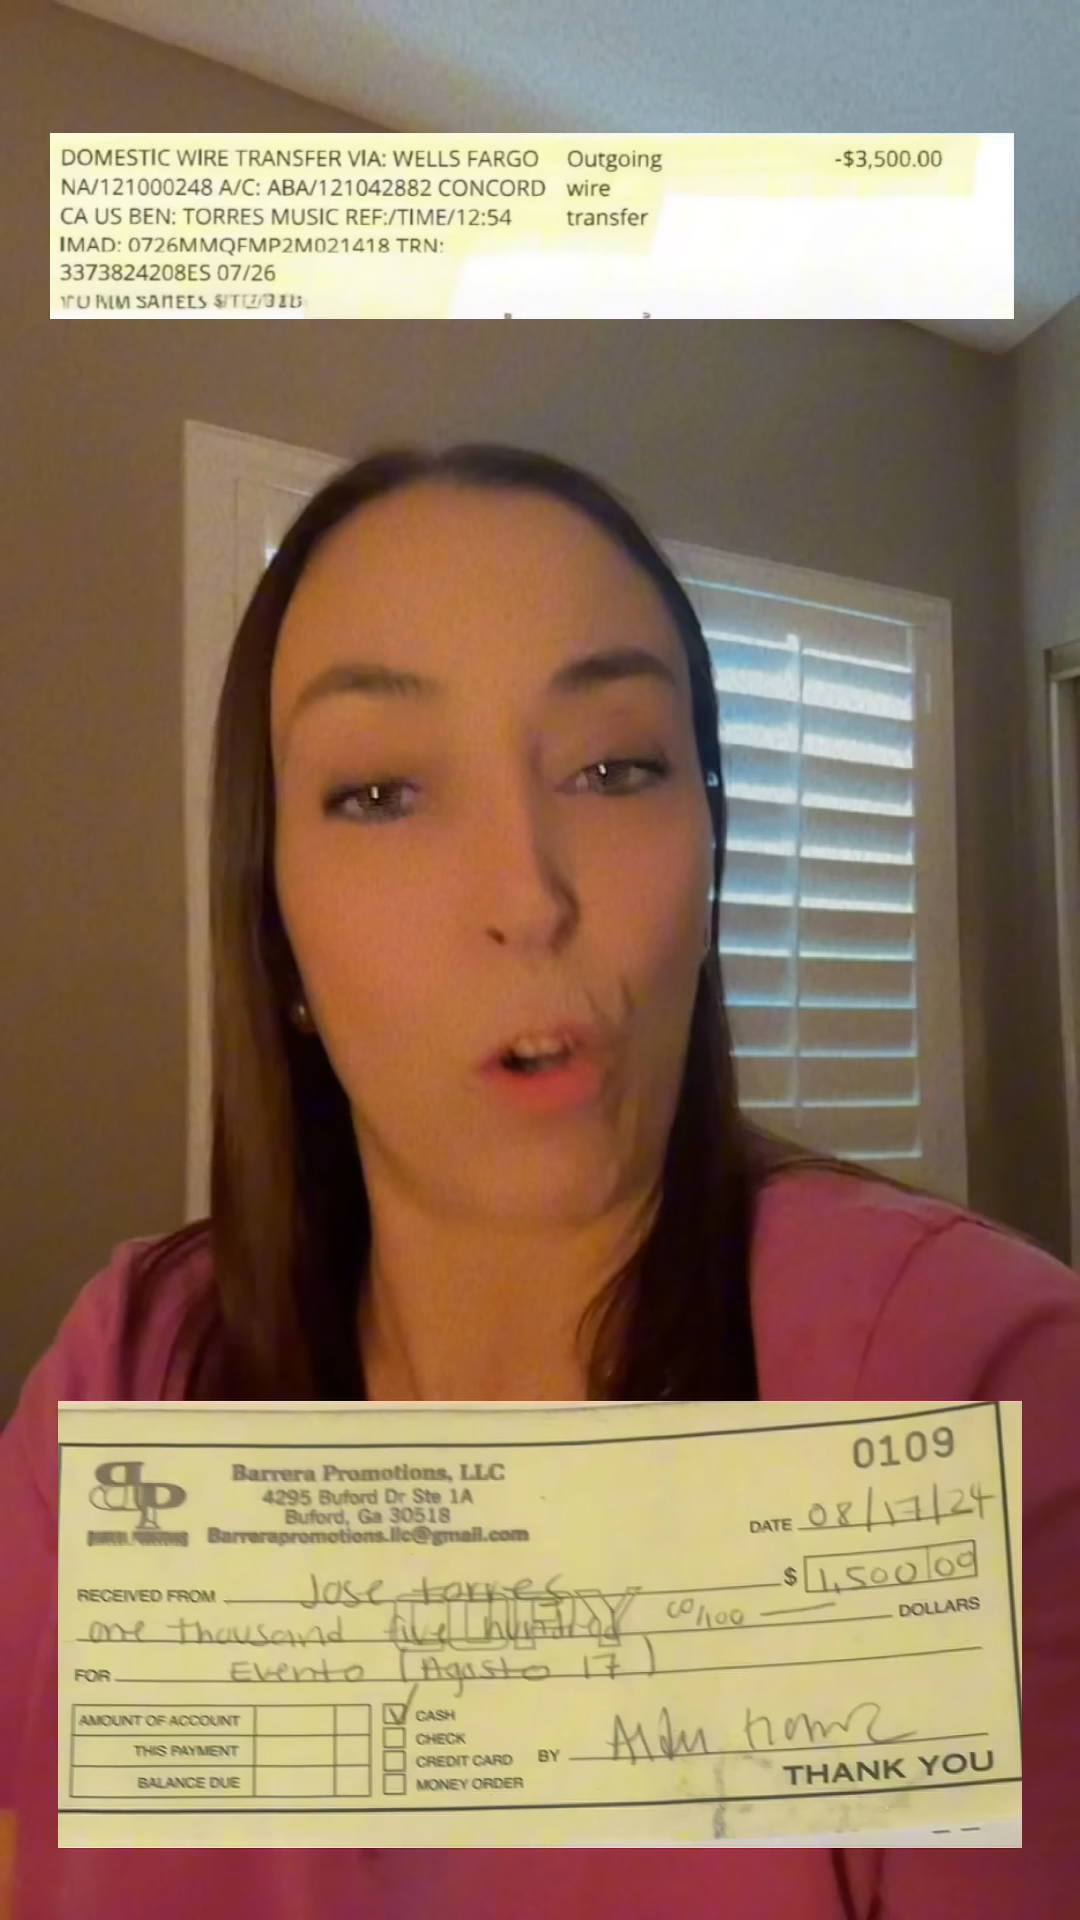 DOMESTIC WIRE TRANSFER VIA: WELLS FARGO Outgoing -$3,500.00
NA/121000248 A/C: ABA/121042882 CONCORD wire
CA US BEN: TORRES MUSIC REF:/TIME/12:54 transfer
IMAD: 0726MMQFMP2M021418 TRN:
3373824208ES 07/26
0109
Barrera Promotions, LLC
4295 Buford Dr Ste 1A
Buford, Ga 30518
Barrerapromotions.llc@gmail.com
DATE 08/17/24
RECEIVED FROM Jose torres $ 1,500 00
one thousand five hundred 00/100 DOLLARS
FOR Evento (Agosto 17)
AMOUNT OF ACCOUNT
THIS PAYMENT
BALANCE DUE
CASH
CHECK
CREDIT CARD
MONEY ORDER
BY
THANK YOU